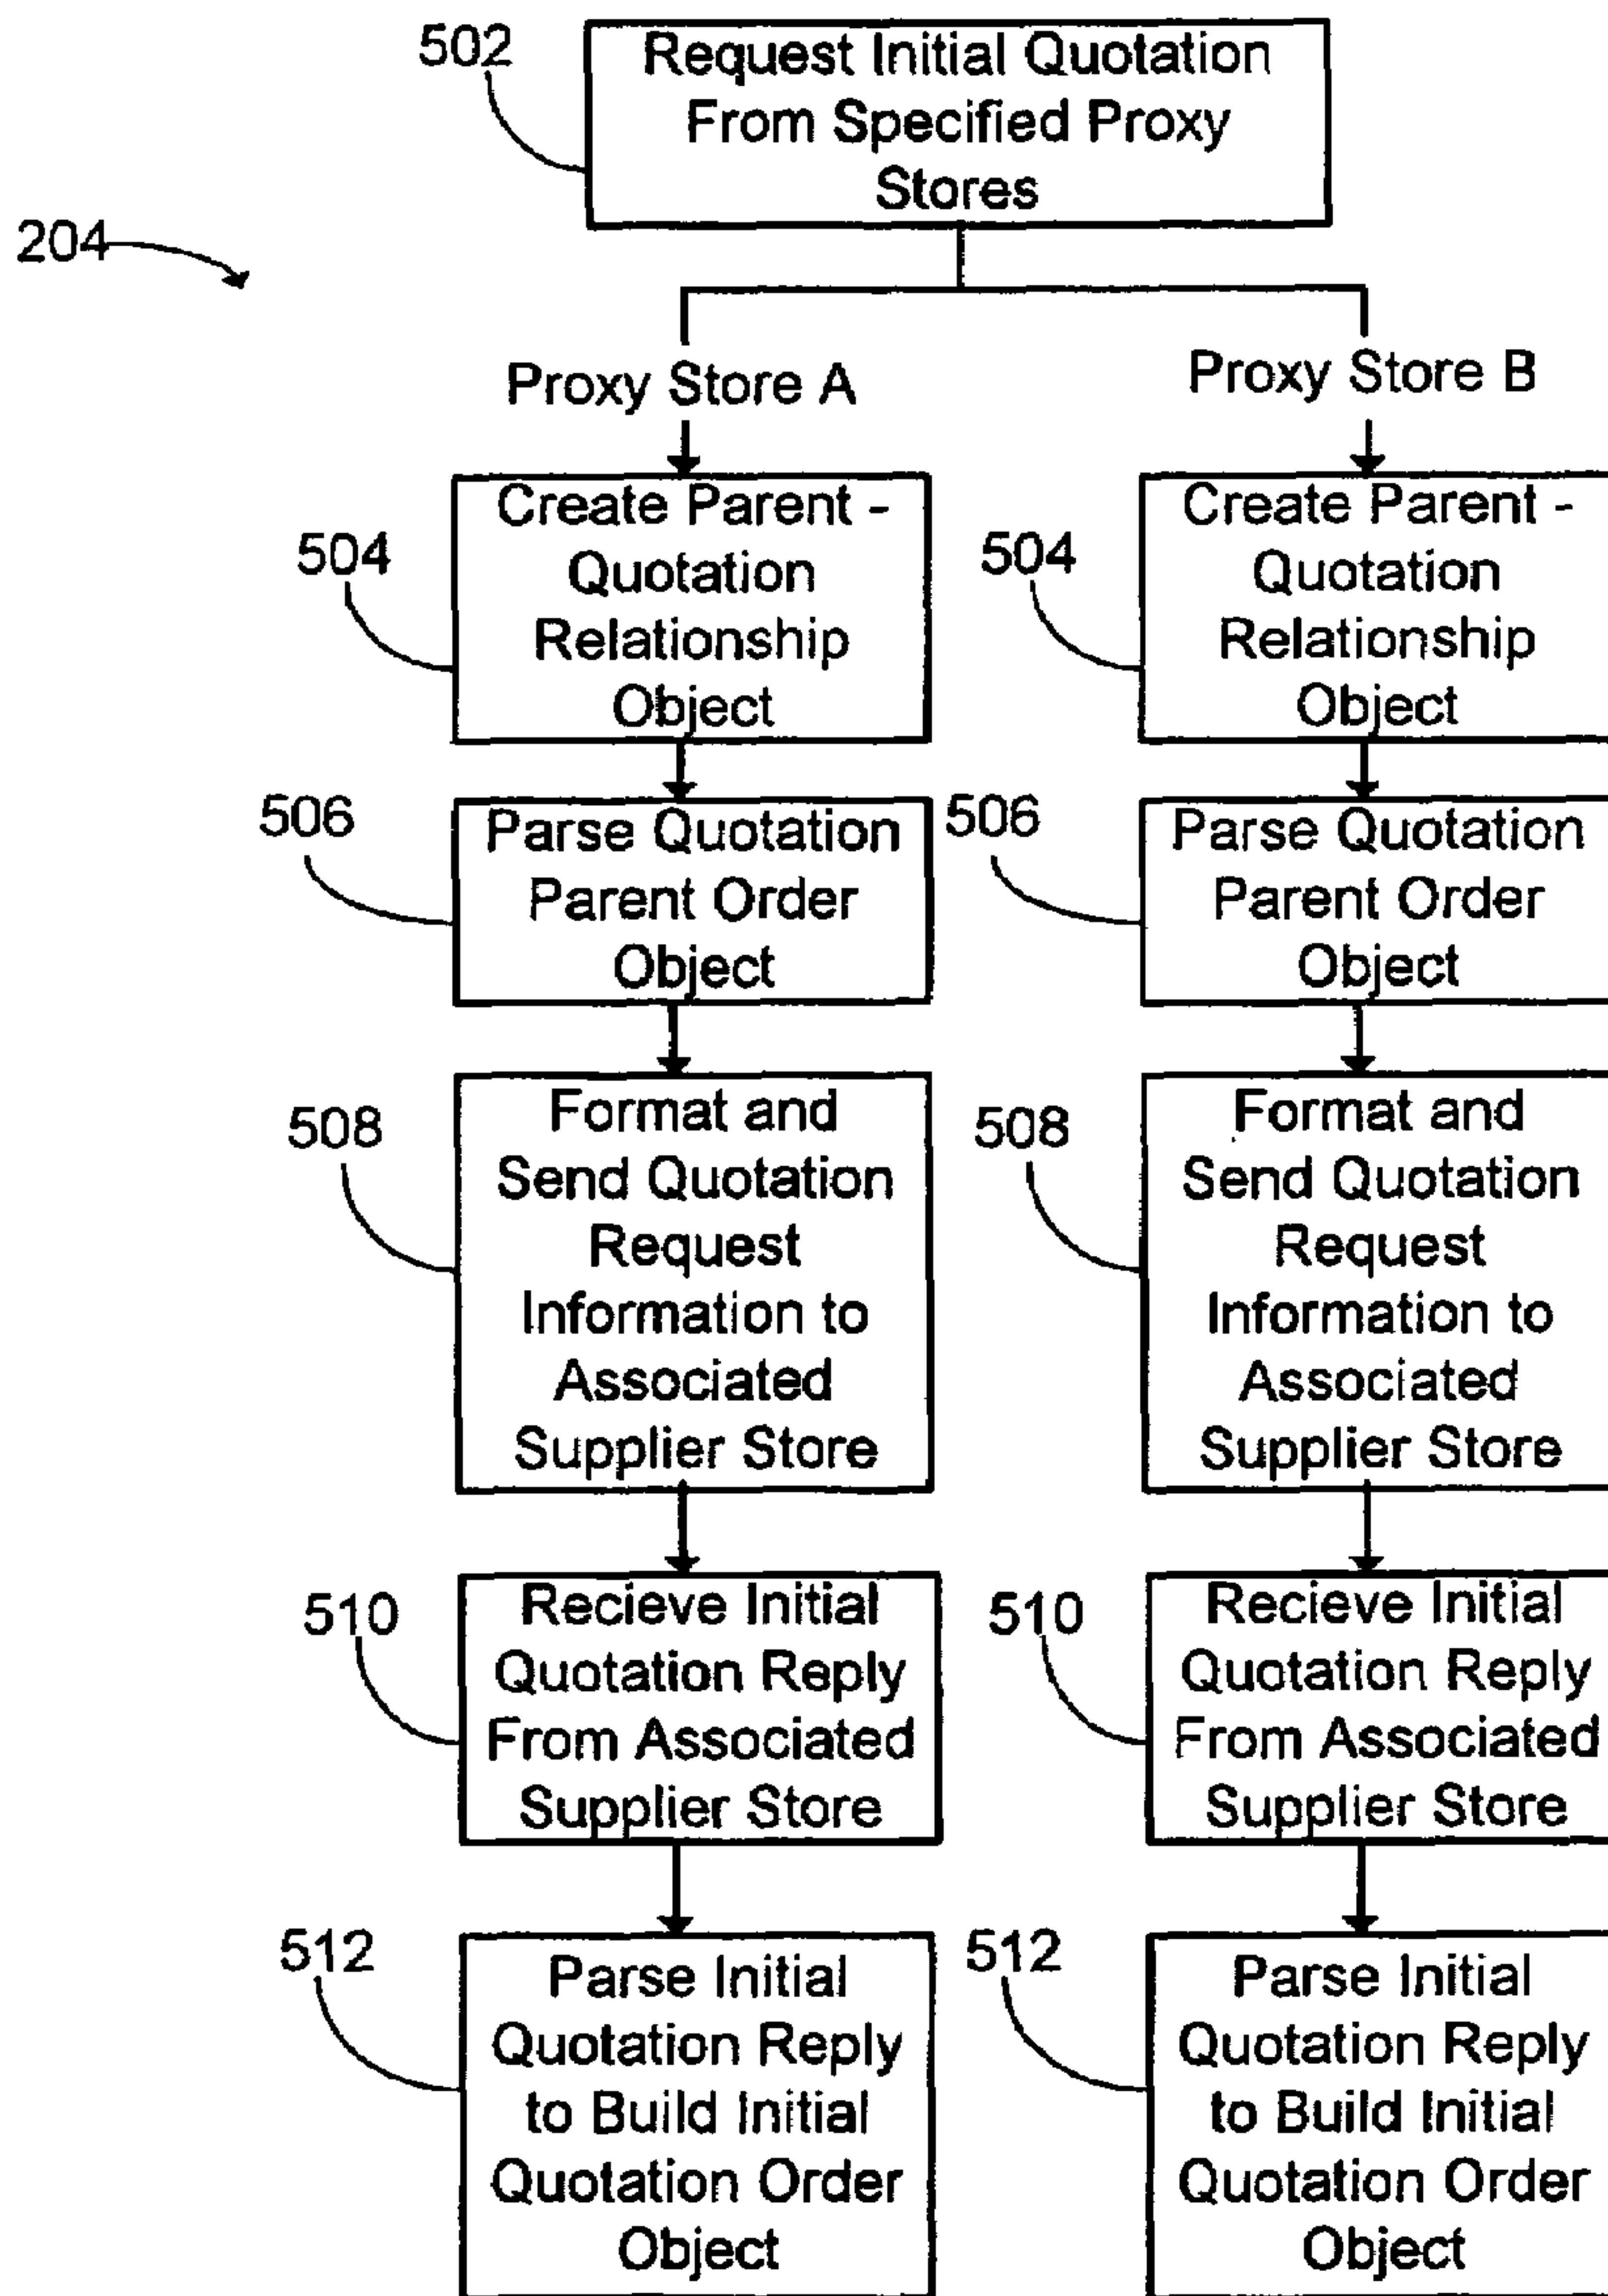 502
Request Initial Quotation
From Specified Proxy
Stores
204
Proxy Store A
Proxy Store B
504
Create Parent -
Quotation
Relationship
Object
504
Create Parent -
Quotation
Relationship
Object
506
Parse Quotation
Parent Order
Object
506
Parse Quotation
Parent Order
Object
508
Format and
Send Quotation
Request
Information to
Associated
Supplier Store
508
Format and
Send Quotation
Request
Information to
Associated
Supplier Store
510
Recieve Initial
Quotation Reply
From Associated
Supplier Store
510
Recieve Initial
Quotation Reply
From Associated
Supplier Store
512
Parse Initial
Quotation Reply
to Build Initial
Quotation Order
Object
512
Parse Initial
Quotation Reply
to Build Initial
Quotation Order
Object